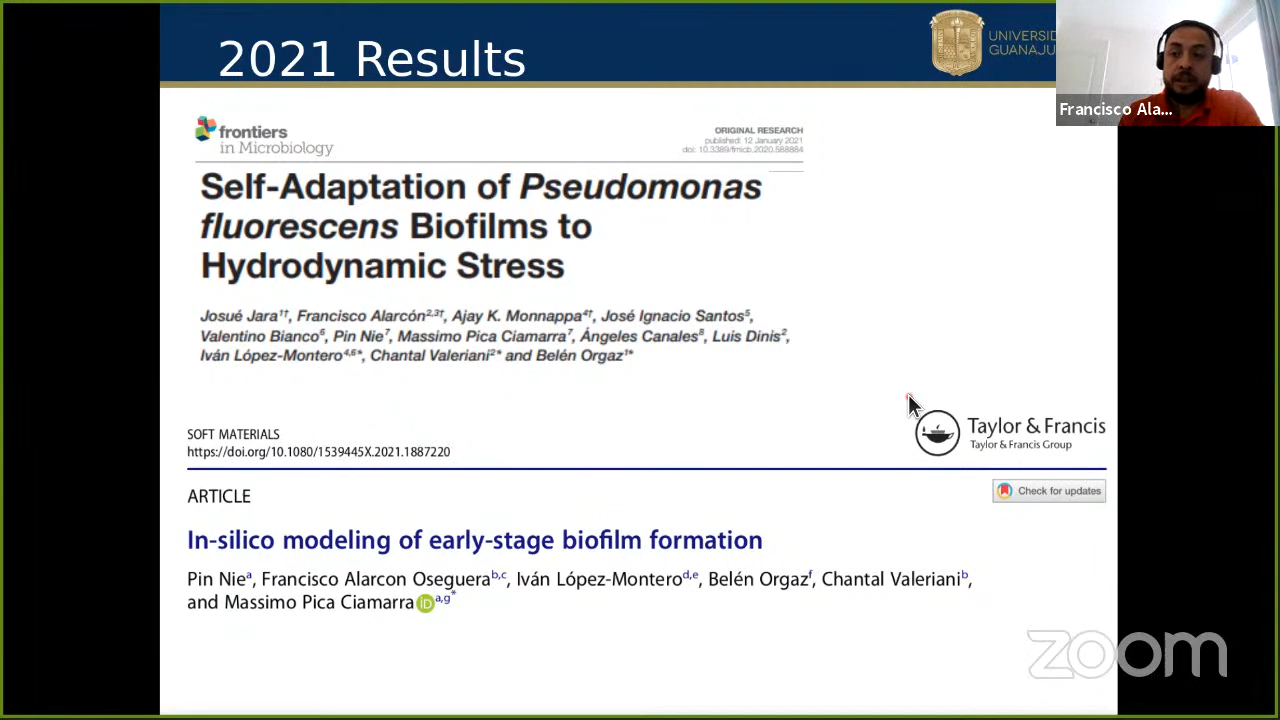 2021 Results
UNIVERSID
GUANAJU
Francisco Ala...
frontiers
in Microbiology
ORIGINAL RESEARCH
published: 12 January 2021
doi: 10.3389/fmicb.2020.588884
Self-Adaptation of Pseudomonas
fluorescens Biofilms to
Hydrodynamic Stress
Josué Jara1†, Francisco Alarcón2,3†, Ajay K. Monnappa4†, José Ignacio Santos5,
Valentino Bianco6, Pin Nie7, Massimo Pica Ciamarra7, Ángeles Canales8, Luis Dinis2,
Iván López-Montero4,6*, Chantal Valeriani2* and Belén Orgaz1*
SOFT MATERIALS
https://doi.org/10.1080/1539445X.2021.1887220
Taylor & Francis
Taylor & Francis Group
ARTICLE
Check for updates
In-silico modeling of early-stage biofilm formation
Pin Niea, Francisco Alarcon Oseguerab,c, Iván López-Monterod,e, Belén Orgazf, Chantal Valerianib,
and Massimo Pica Ciamarra iD a,g*
zoom